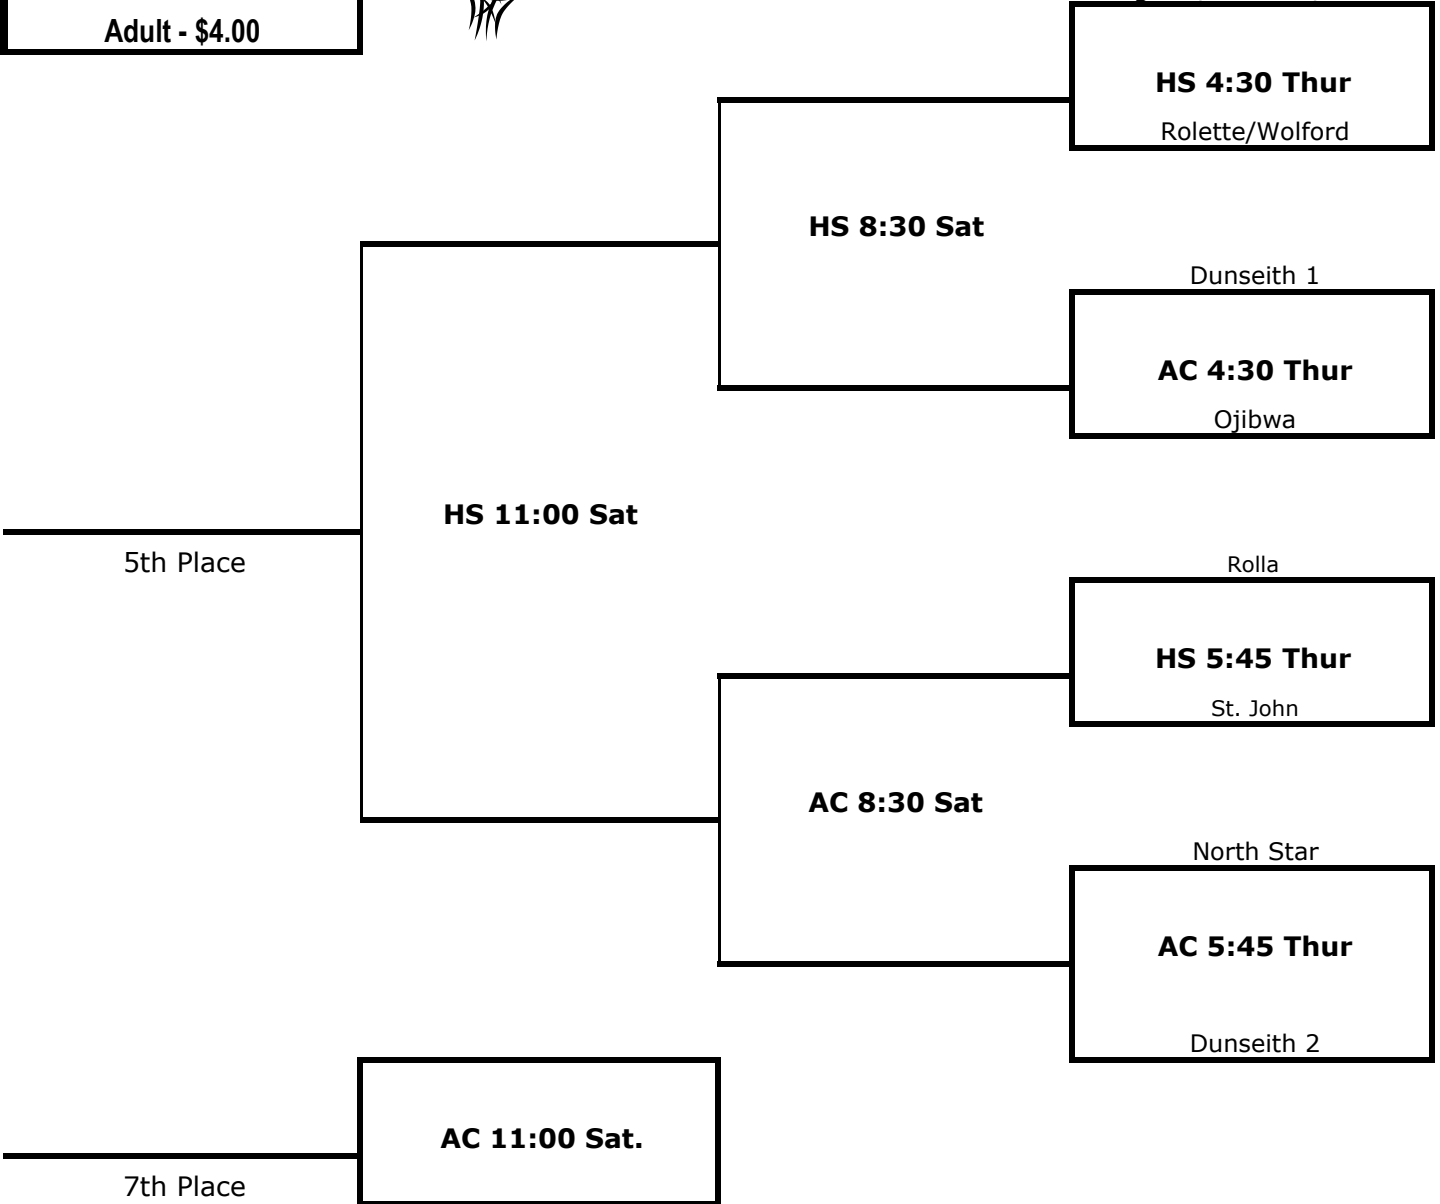 Adult - $4.00
HS 4:30 Thur
Rolette/Wolford
HS 8:30 Sat
Dunseith 1
AC 4:30 Thur
Ojibwa
HS 11:00 Sat
5th Place
Rolla
HS 5:45 Thur
St. John
AC 8:30 Sat
North Star
AC 5:45 Thur
Dunseith 2
AC 11:00 Sat.
7th Place